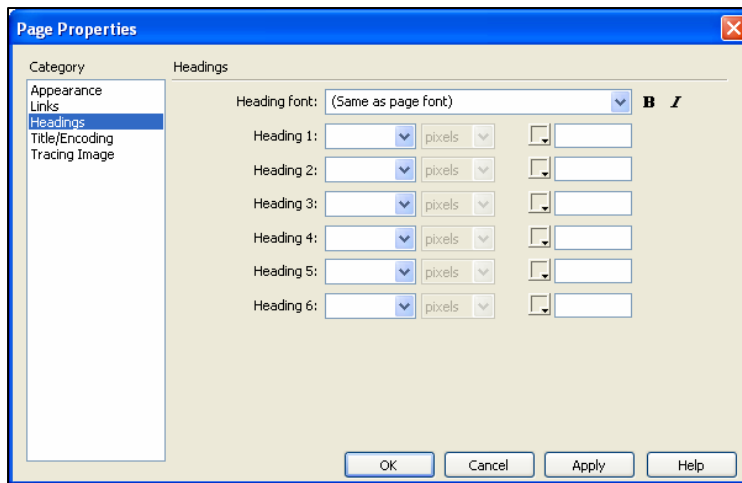 Page Properties
Category
Appearance
Links
Headings
Title/Encoding
Tracing Image
Headings
Heading font: (Same as page font) B I
Heading 1: pixels
Heading 2: pixels
Heading 3: pixels
Heading 4: pixels
Heading 5: pixels
Heading 6: pixels
OK Cancel Apply Help